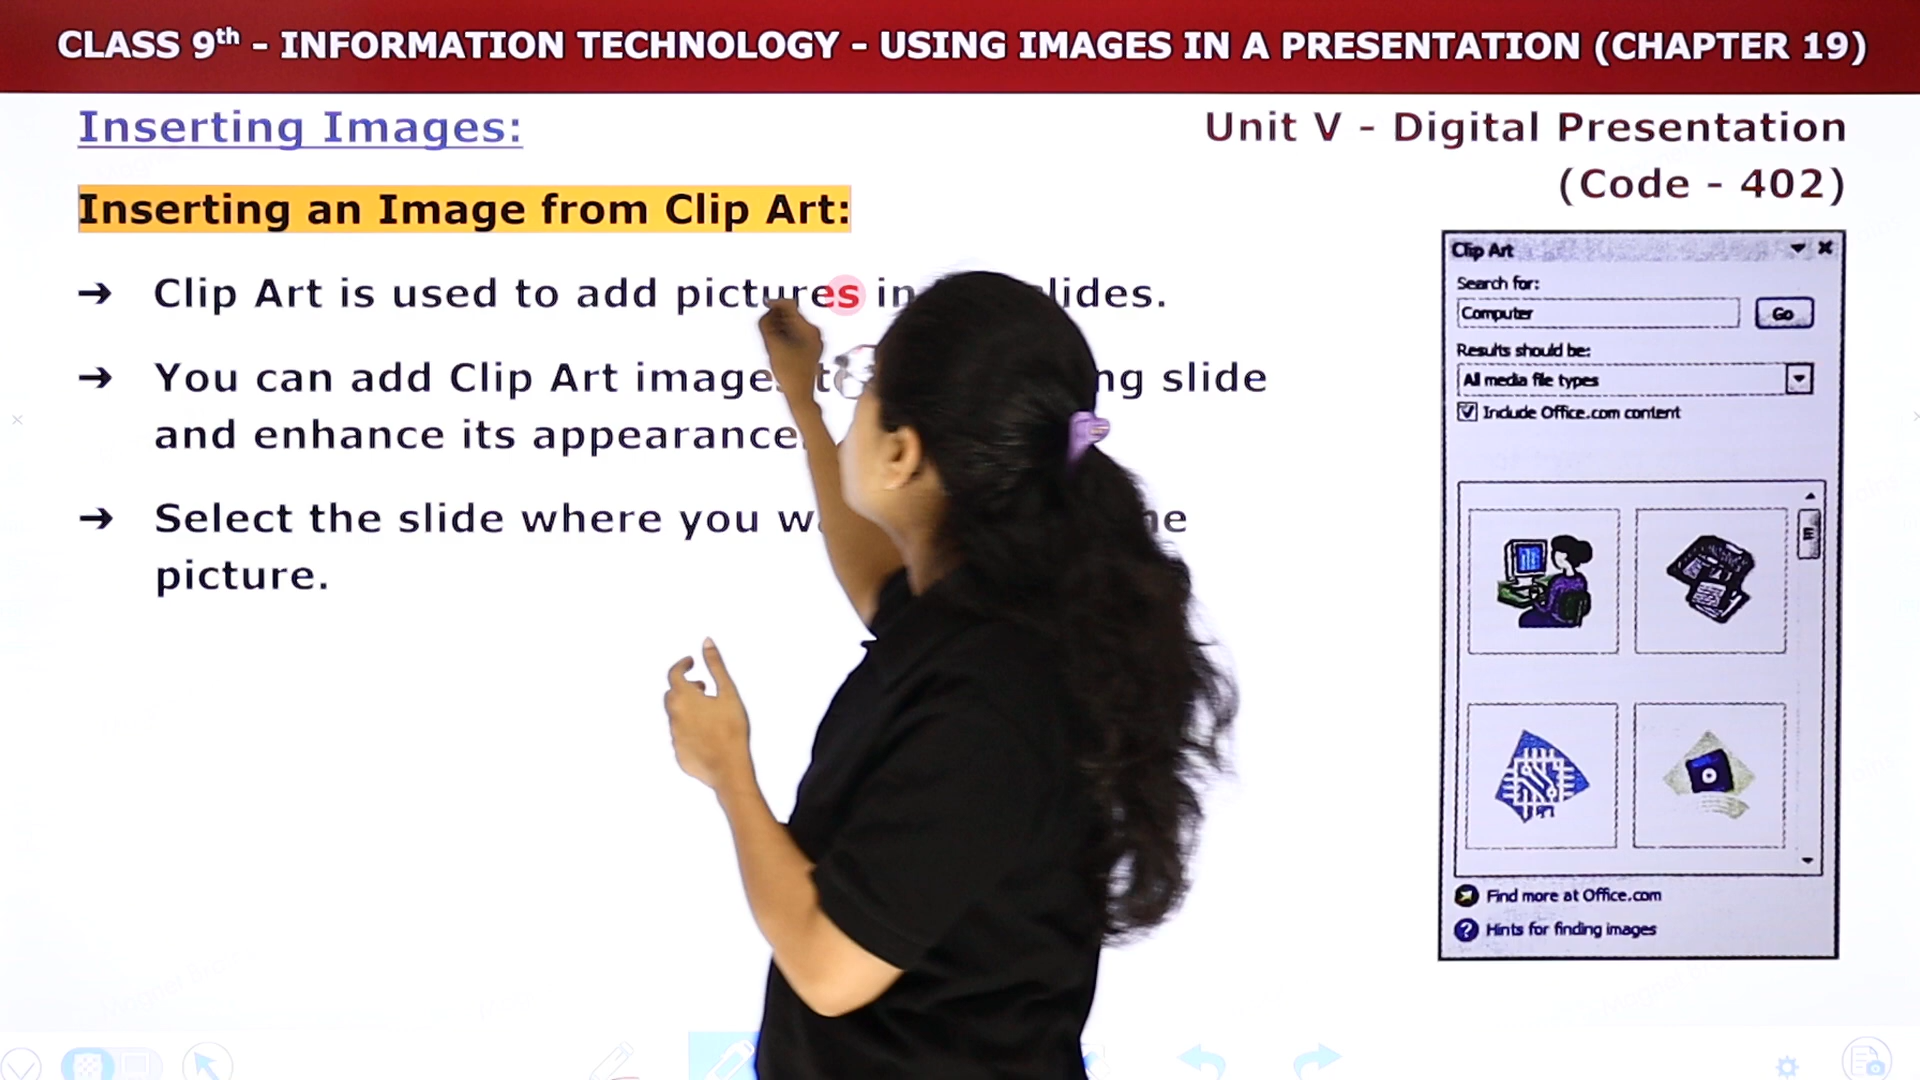 CLASS 9th - INFORMATION TECHNOLOGY - USING IMAGES IN A PRESENTATION (CHAPTER 19)
Inserting Images:
Unit V - Digital Presentation
(Code - 402)
Inserting an Image from Clip Art:
➔ Clip Art is used to add pictures in slides.
➔ You can add Clip Art images slide
and enhance its appearance.
➔ Select the slide where you
picture.
Clip Art
Search for:
Computer Go
Results should be:
All media file types
Include Office.com content
Find more at Office.com
Hints for finding images